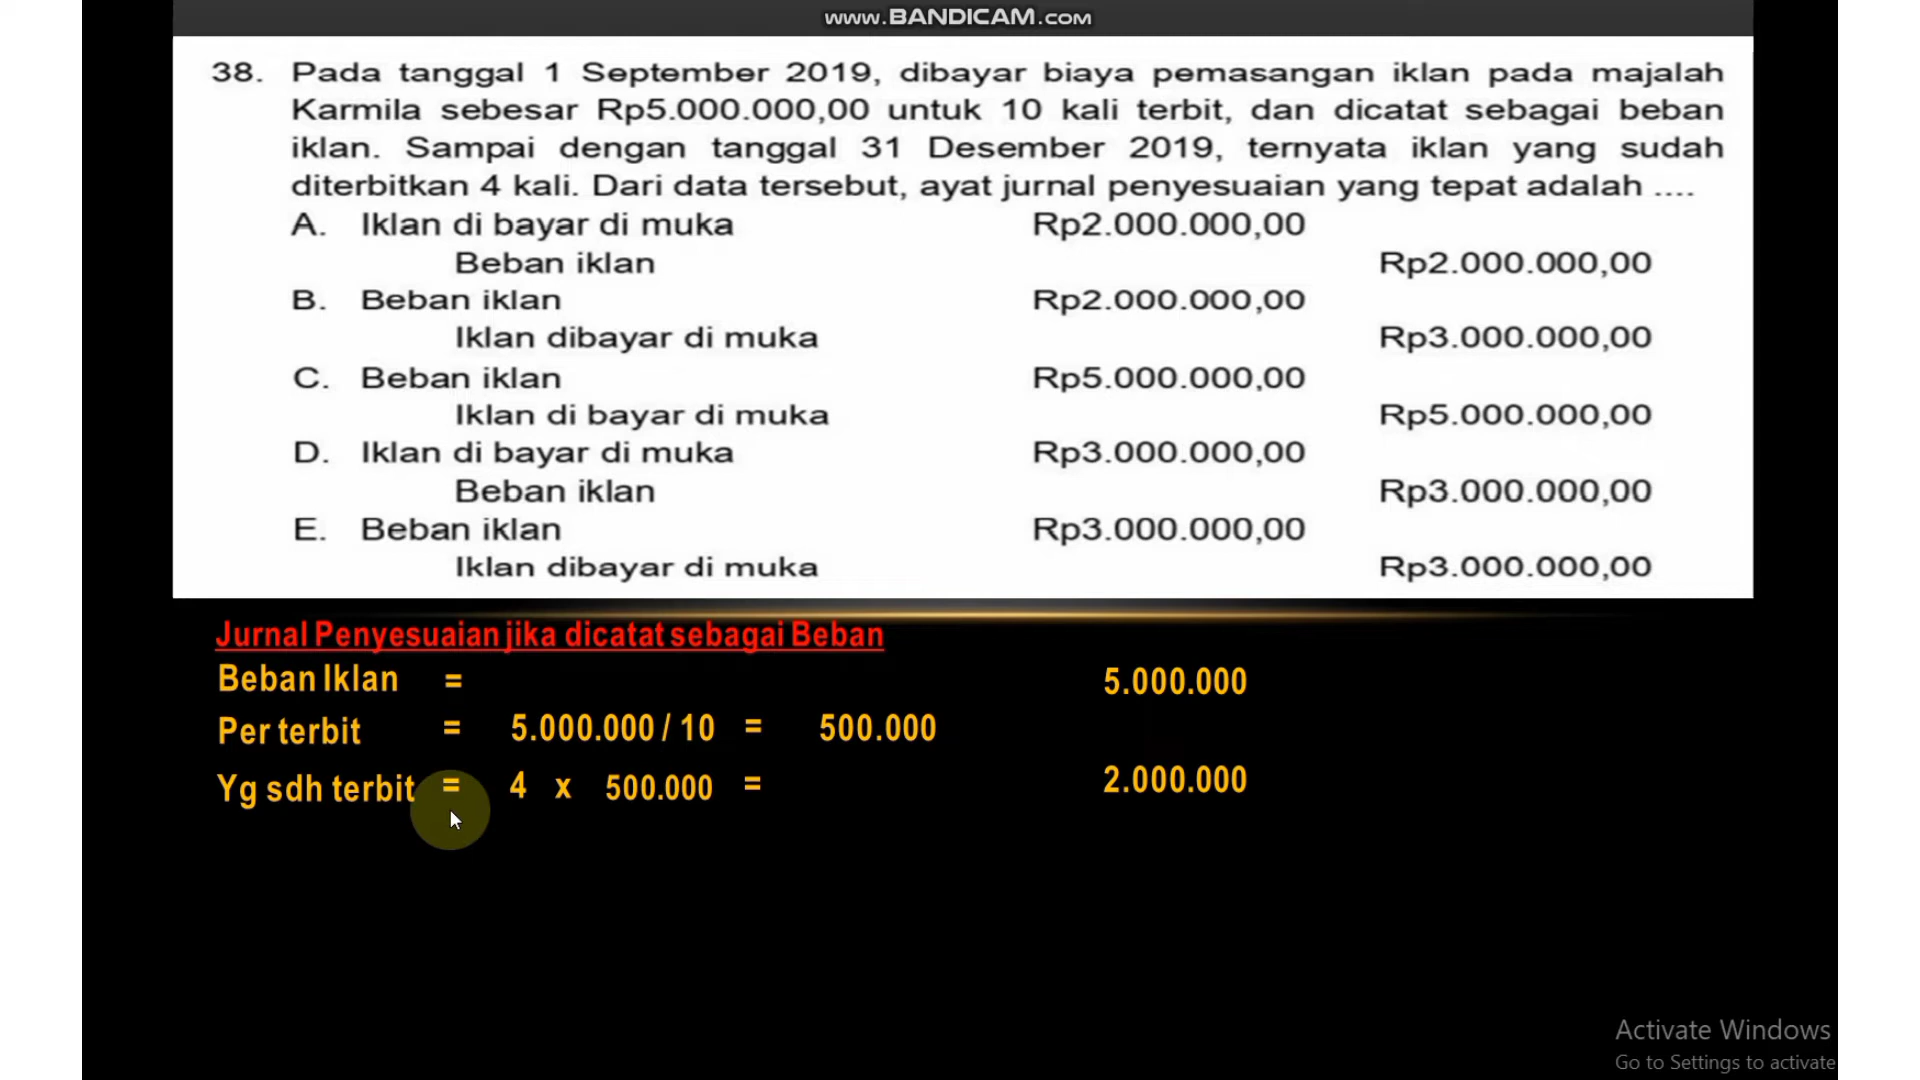 www.BANDICAM.com
38. Pada tanggal 1 September 2019, dibayar biaya pemasangan iklan pada majalah
Karmila sebesar Rp5.000.000,00 untuk 10 kali terbit, dan dicatat sebagai beban
iklan. Sampai dengan tanggal 31 Desember 2019, ternyata iklan yang sudah
diterbitkan 4 kali. Dari data tersebut, ayat jurnal penyesuaian yang tepat adalah ....
A. Iklan di bayar di muka Rp2.000.000,00
Beban iklan Rp2.000.000,00
B. Beban iklan Rp2.000.000,00
Iklan dibayar di muka Rp3.000.000,00
C. Beban iklan Rp5.000.000,00
Iklan di bayar di muka Rp5.000.000,00
D. Iklan di bayar di muka Rp3.000.000,00
Beban iklan Rp3.000.000,00
E. Beban iklan Rp3.000.000,00
Iklan dibayar di muka Rp3.000.000,00
Jurnal Penyesuaian jika dicatat sebagai Beban
Beban Iklan = 5.000.000
Per terbit = 5.000.000 / 10 = 500.000
Yg sdh terbit = 4 x 500.000 = 2.000.000
Activate Windows
Go to Settings to activate